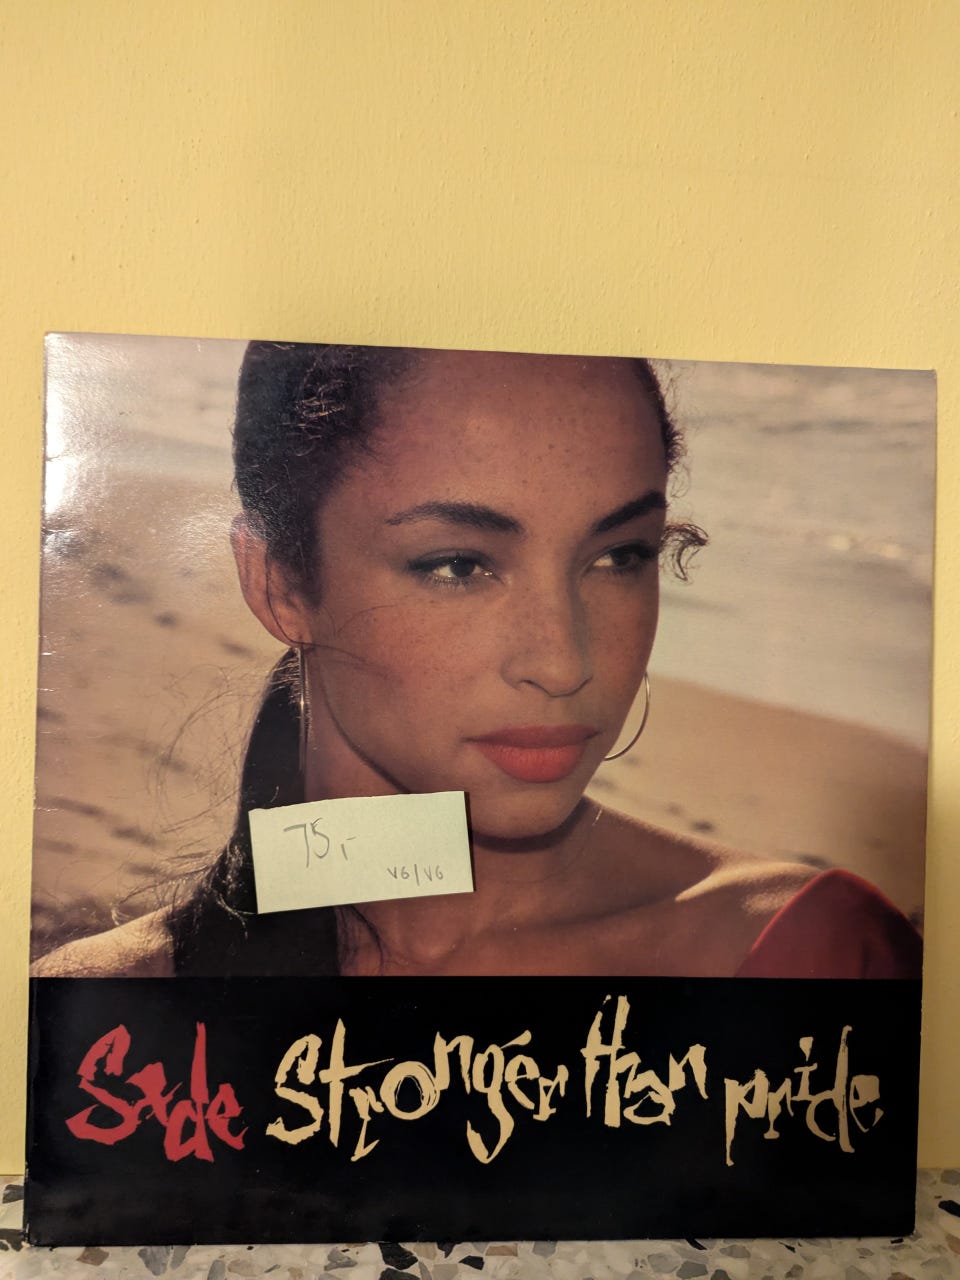 75,-
VG/VG
Sade Stronger Than pride